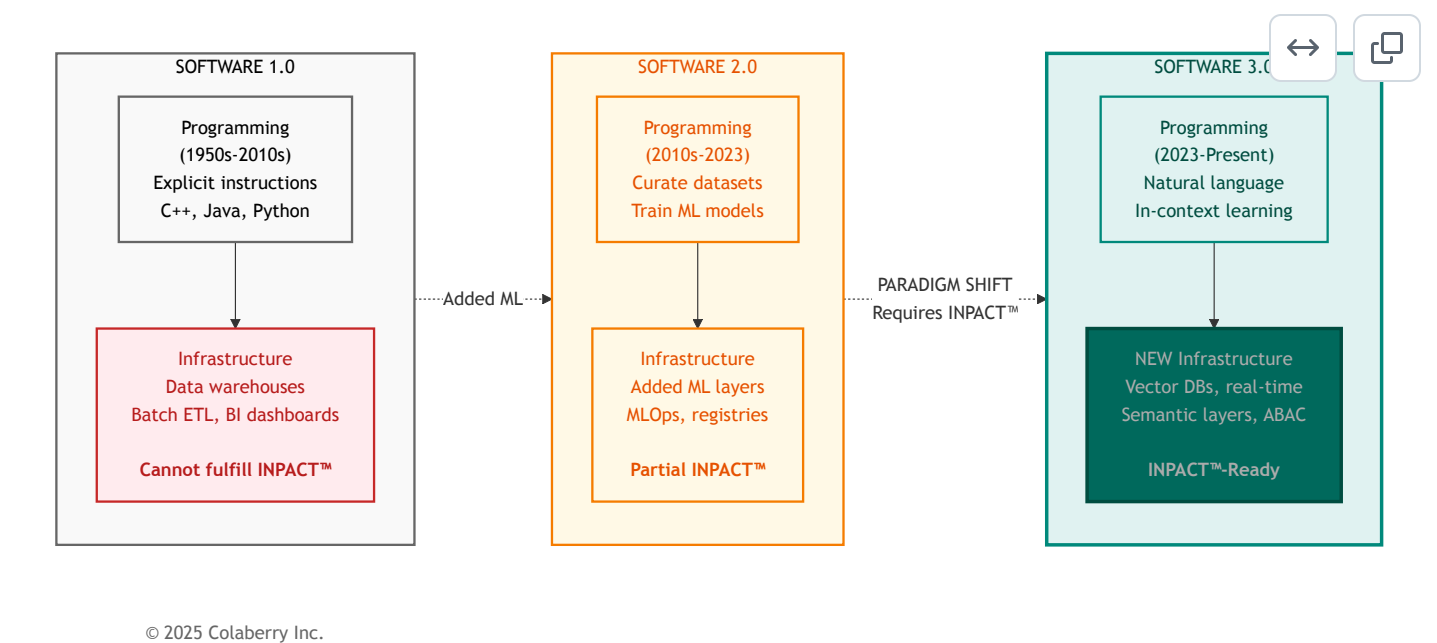 SOFTWARE 1.0
Programming
(1950s-2010s)
Explicit instructions
C++, Java, Python
Infrastructure
Data warehouses
Batch ETL, BI dashboards
Cannot fulfill INPACT™
Added ML
SOFTWARE 2.0
Programming
(2010s-2023)
Curate datasets
Train ML models
Infrastructure
Added ML layers
MLOps, registries
Partial INPACT™
PARADIGM SHIFT
Requires INPACT™
SOFTWARE 3.0
Programming
(2023-Present)
Natural language
In-context learning
NEW Infrastructure
Vector DBs, real-time
Semantic layers, ABAC
INPACT™-Ready
© 2025 Colaberry Inc.